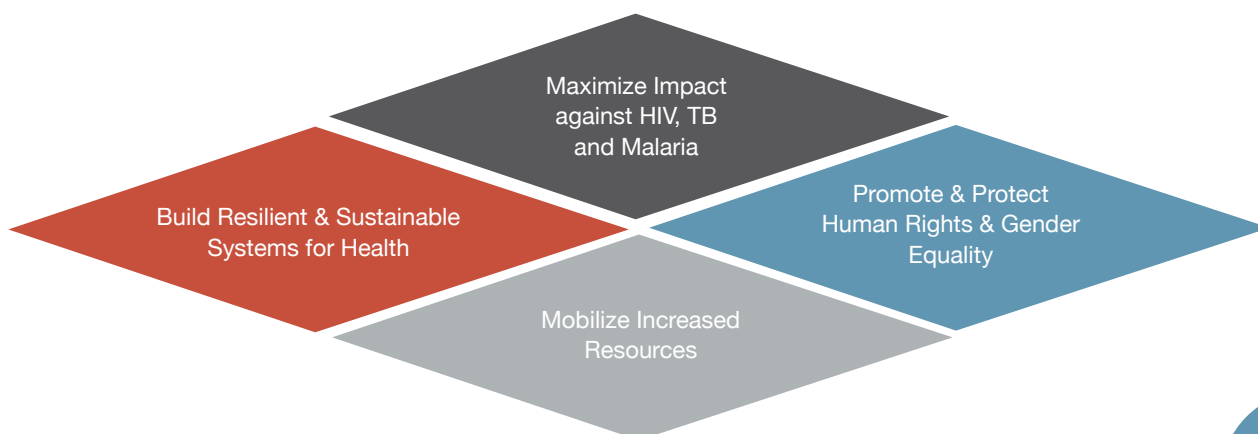 Maximize Impact
against HIV, TB
and Malaria
Build Resilient & Sustainable
Systems for Health
Promote & Protect
Human Rights & Gender
Equality
Mobilize Increased
Resources